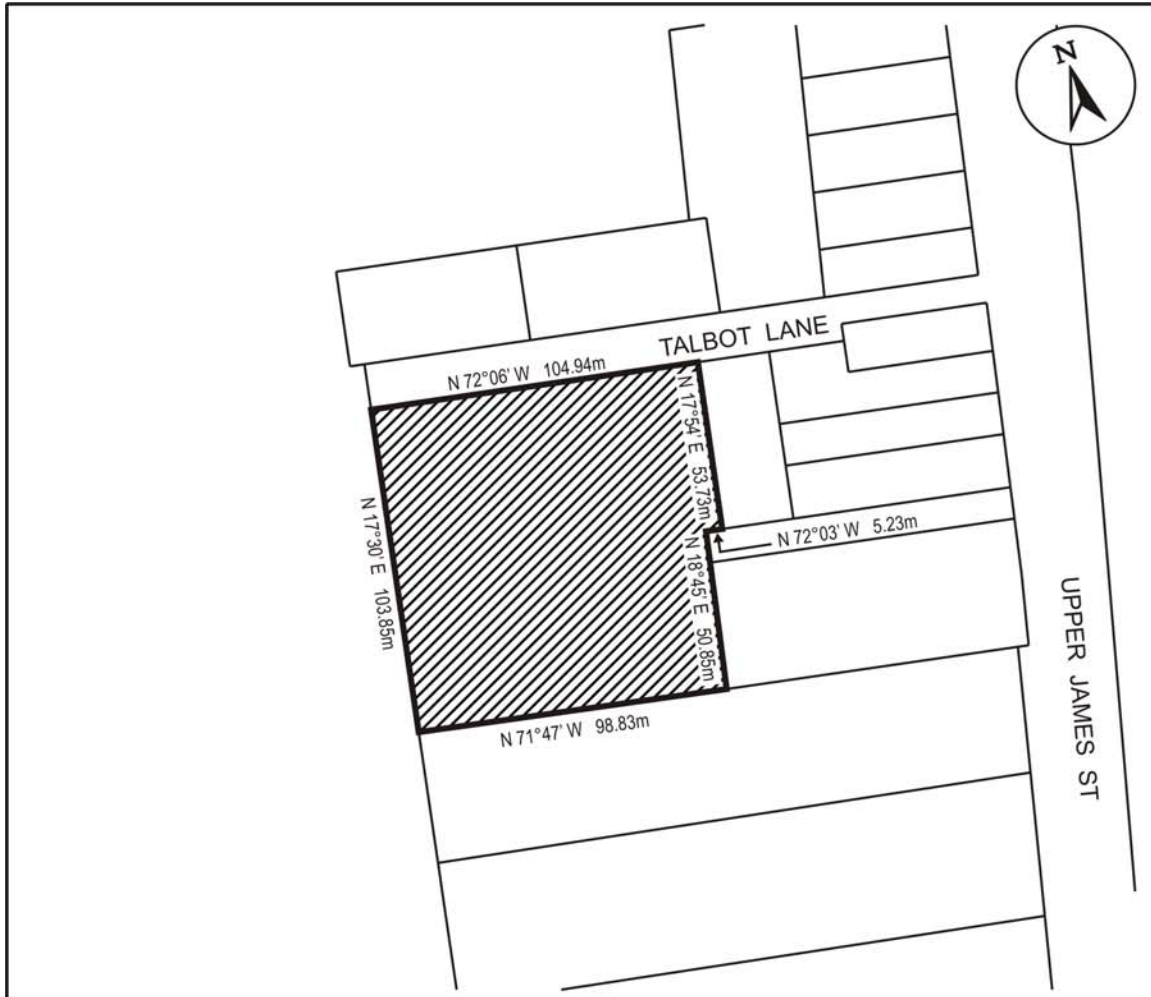 N
TALBOT LANE
N 72°06' W 104.94m
N 17°54' E 53.73m
N 72°03' W 5.23m
N 17°30' E 103.85m
N 18°45' E 50.85m
UPPER JAMES ST
N 71°47' W 98.83m